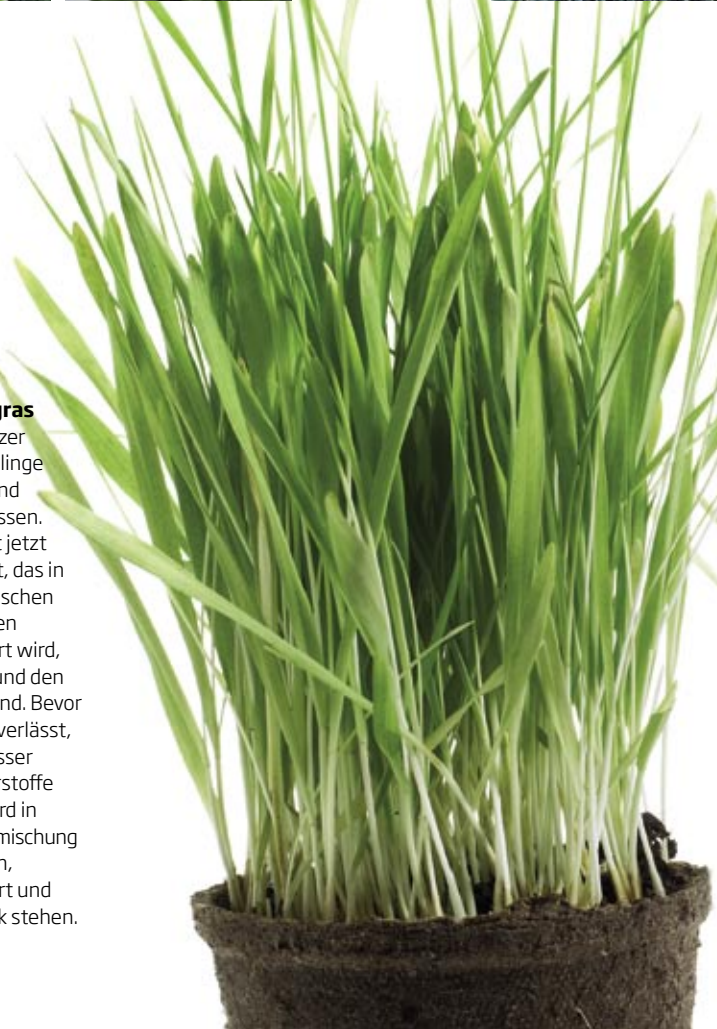 gras
zer
linge
nd
ssen.
t jetzt
t, das in
schen
en
rt wird,
und den
nd. Bevor
verlässt,
sser
rstoffe
rd in
mischung
n,
rt und
k stehen.